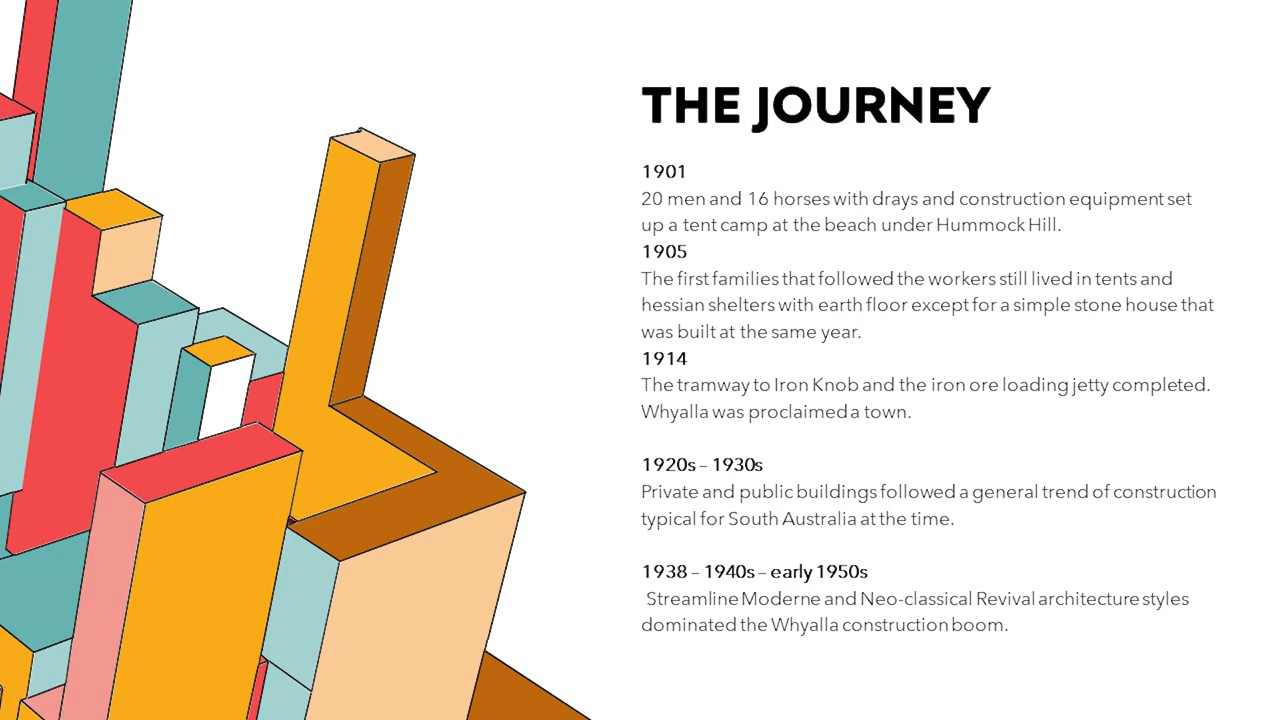 THE JOURNEY
1901
20 men and 16 horses with drays and construction equipment set
up a tent camp at the beach under Hummock Hill.
1905
The first families that followed the workers still lived in tents and
hessian shelters with earth floor except for a simple stone house that
was built at the same year.
1914
The tramway to Iron Knob and the iron ore loading jetty completed.
Whyalla was proclaimed a town.
1920s – 1930s
Private and public buildings followed a general trend of construction
typical for South Australia at the time.
1938 – 1940s – early 1950s
Streamline Moderne and Neo-classical Revival architecture styles
dominated the Whyalla construction boom.